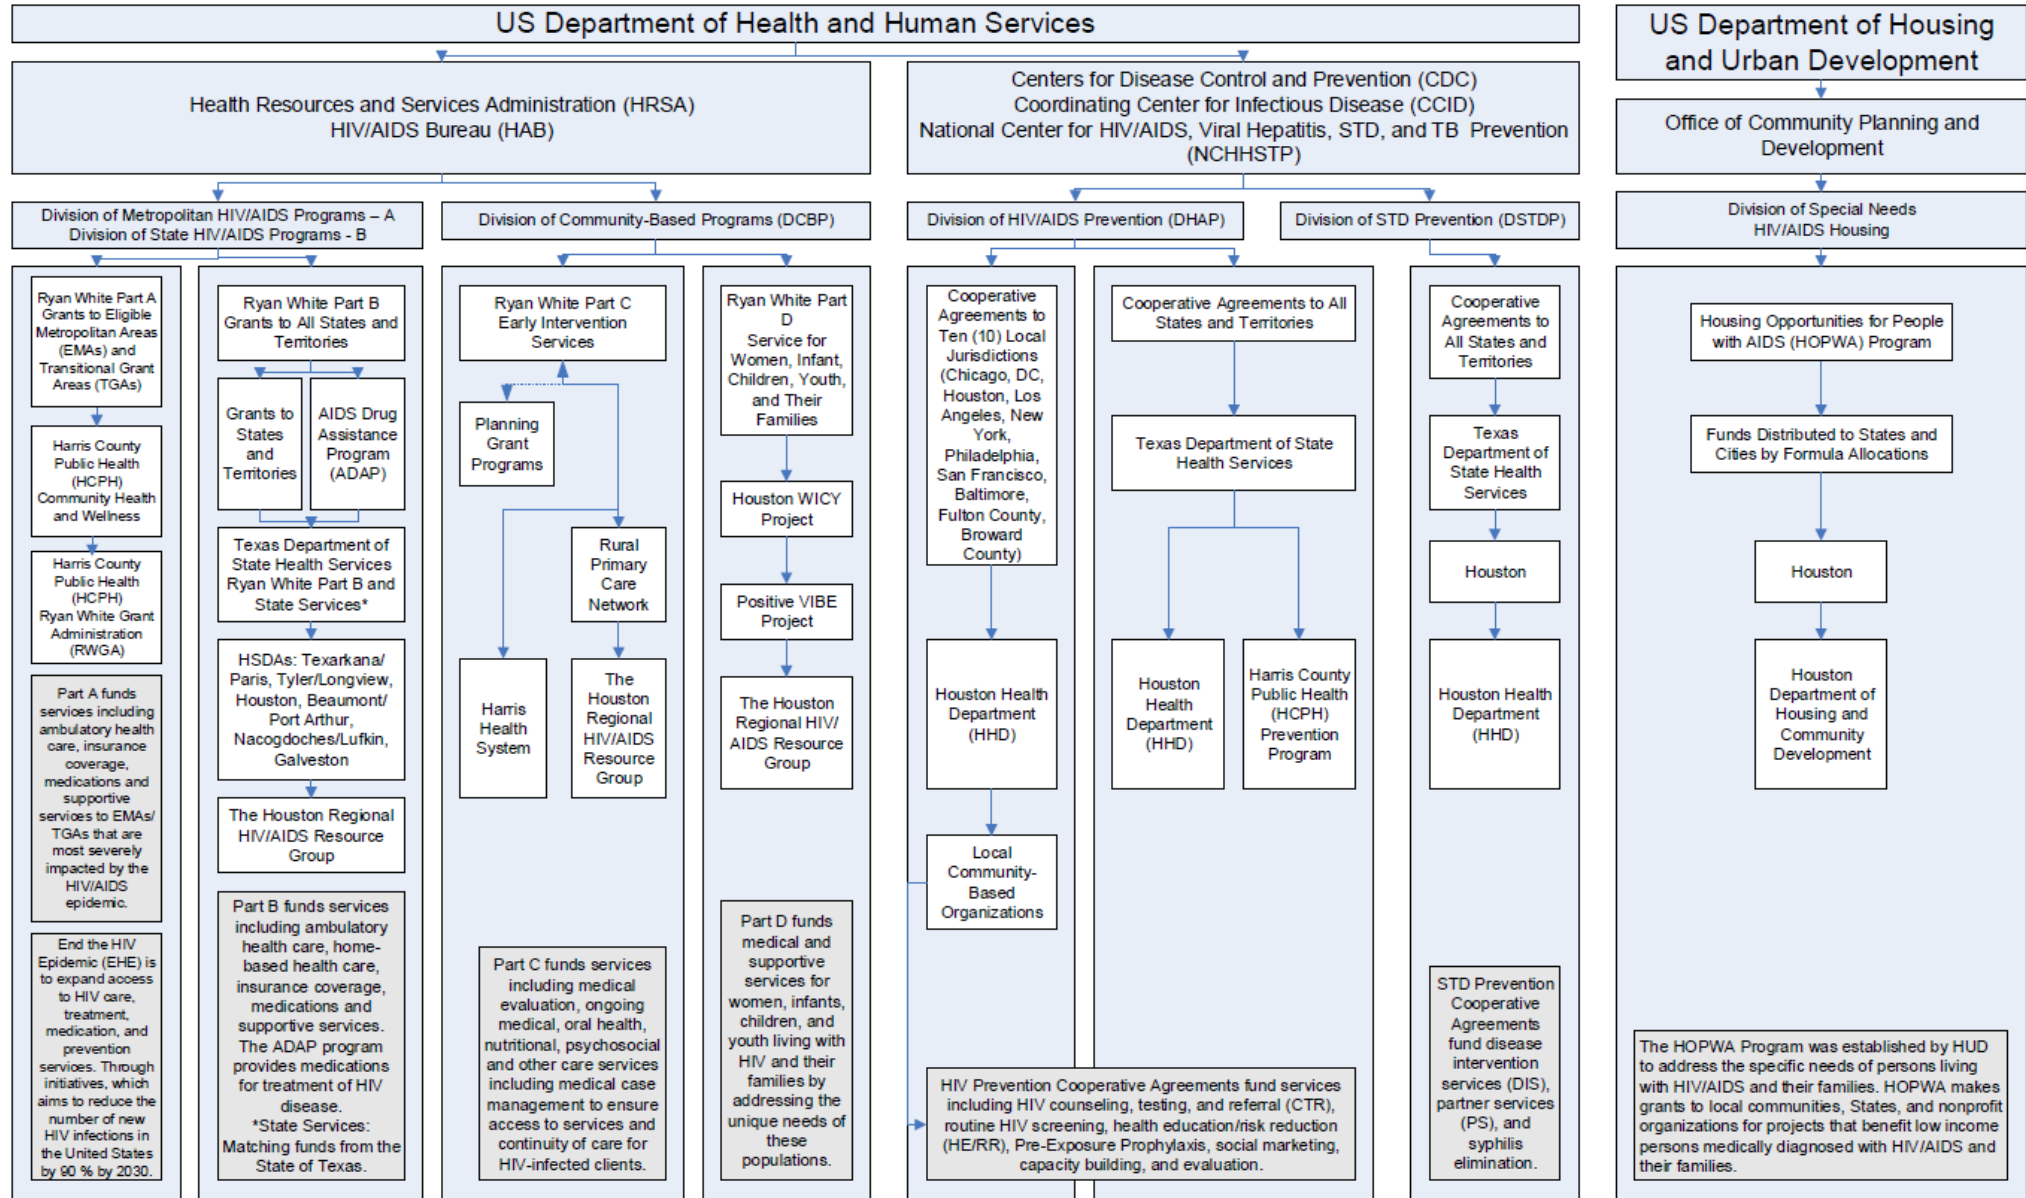 US Department of Health and Human Services
US Department of Housing
and Urban Development
Health Resources and Services Administration (HRSA)
HIV/AIDS Bureau (HAB)
Centers for Disease Control and Prevention (CDC)
Coordinating Center for Infectious Disease (CCID)
National Center for HIV/AIDS, Viral Hepatitis, STD, and TB Prevention
(NCHHSTP)
Office of Community Planning and
Development
Division of Metropolitan HIV/AIDS Programs – A
Division of State HIV/AIDS Programs - B
Division of Community-Based Programs (DCBP)
Division of HIV/AIDS Prevention (DHAP)
Division of STD Prevention (DSTDP)
Division of Special Needs
HIV/AIDS Housing
Ryan White Part A
Grants to Eligible
Metropolitan Areas
(EMAs) and
Transitional Grant
Areas (TGAs)
Harris County
Public Health
(HCPH)
Community Health
and Wellness
Harris County
Public Health
(HCPH)
Ryan White Grant
Administration
(RWGA)
Part A funds
services including
ambulatory health
care, insurance
coverage,
medications and
supportive
services to EMAs/
TGAs that are
most severely
impacted by the
HIV/AIDS
epidemic.
End the HIV
Epidemic (EHE) is
to expand access
to HIV care,
treatment,
medication, and
prevention
services. Through
initiatives, which
aims to reduce the
number of new
HIV infections in
the United States
by 90 % by 2030.
Ryan White Part B
Grants to All States and
Territories
Grants to
States
and
Territories
AIDS Drug
Assistance
Program
(ADAP)
Texas Department of
State Health Services
Ryan White Part B and
State Services*
HSDAs: Texarkana/
Paris, Tyler/Longview,
Houston, Beaumont/
Port Arthur,
Nacogdoches/Lufkin,
Galveston
The Houston Regional
HIV/AIDS Resource
Group
Part B funds services
including ambulatory
health care, home-
based health care,
insurance coverage,
medications and
supportive services.
The ADAP program
provides medications
for treatment of HIV
disease.
*State Services:
Matching funds from the
State of Texas.
Ryan White Part C
Early Intervention
Services
Planning
Grant
Programs
Rural
Primary
Care
Network
Harris
Health
System
The
Houston
Regional
HIV/AIDS
Resource
Group
Part C funds services
including medical
evaluation, ongoing
medical, oral health,
nutritional, psychosocial
and other care services
including medical case
management to ensure
access to services and
continuity of care for
HIV-infected clients.
Ryan White Part
D
Service for
Women, Infant,
Children, Youth,
and Their
Families
Houston WICY
Project
Positive VIBE
Project
The Houston
Regional HIV/
AIDS Resource
Group
Part D funds
medical and
supportive
services for
women, infants,
children, and
youth living with
HIV and their
families by
addressing the
unique needs of
these
populations.
Cooperative
Agreements to
Ten (10) Local
Jurisdictions
(Chicago, DC,
Houston, Los
Angeles, New
York,
Philadelphia,
San Francisco,
Baltimore,
Fulton County,
Broward
County)
Houston Health
Department
(HHD)
Local
Community-
Based
Organizations
Cooperative Agreements to All
States and Territories
Texas Department of State
Health Services
Houston
Health
Department
(HHD)
Harris County
Public Health
(HCPH)
Prevention
Program
HIV Prevention Cooperative Agreements fund services
including HIV counseling, testing, and referral (CTR),
routine HIV screening, health education/risk reduction
(HE/RR), Pre-Exposure Prophylaxis, social marketing,
capacity building, and evaluation.
Cooperative
Agreements to
All States and
Territories
Texas
Department of
State Health
Services
Houston
Houston Health
Department
(HHD)
STD Prevention
Cooperative
Agreements
fund disease
intervention
services (DIS),
partner services
(PS), and
syphilis
elimination.
Housing Opportunities for People
with AIDS (HOPWA) Program
Funds Distributed to States and
Cities by Formula Allocations
Houston
Houston
Department of
Housing and
Community
Development
The HOPWA Program was established by HUD
to address the specific needs of persons living
with HIV/AIDS and their families. HOPWA makes
grants to local communities, States, and nonprofit
organizations for projects that benefit low income
persons medically diagnosed with HIV/AIDS and
their families.